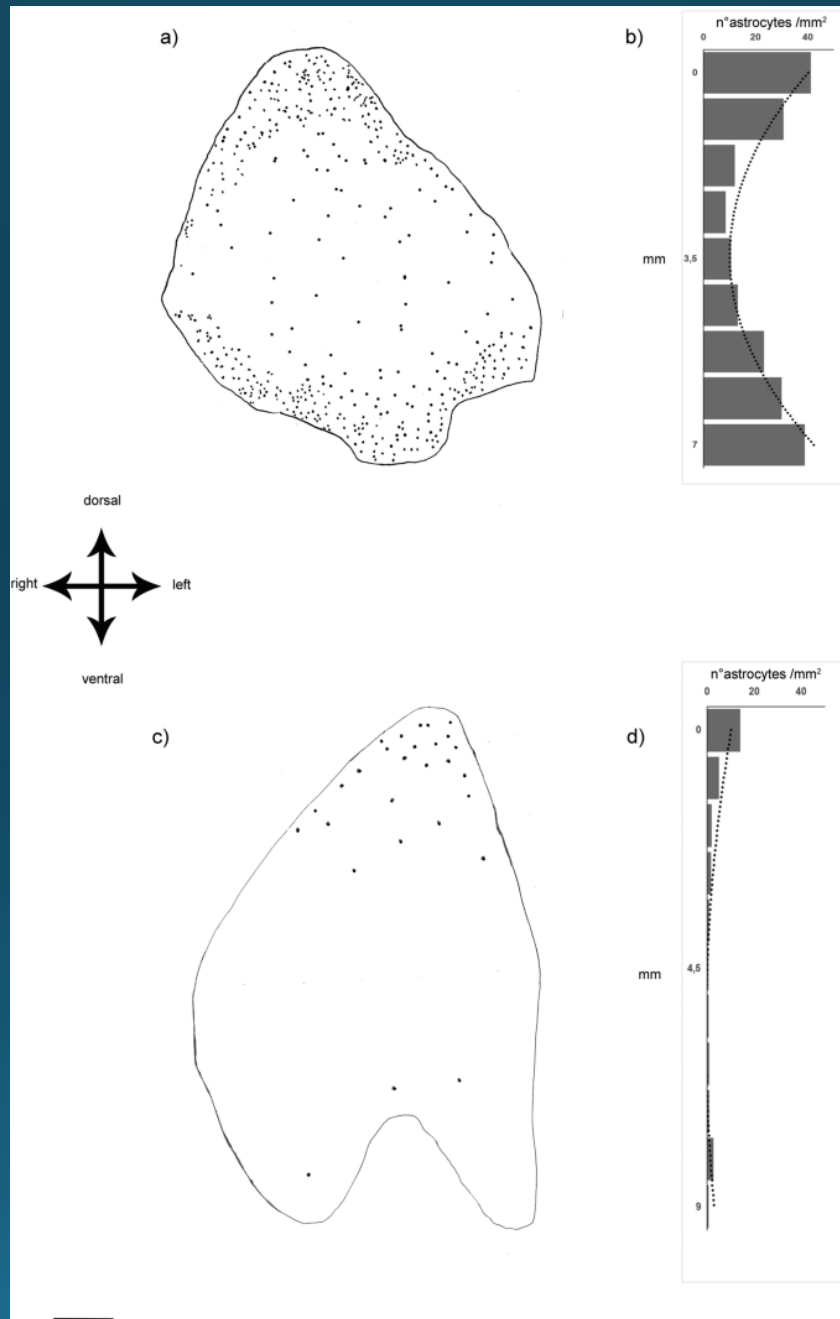 a)
b)
n°astrocytes /mm²
0 20 40
0
mm
3,5
7
dorsal
right
left
ventral
c)
d)
n°astrocytes /mm²
0 20 40
0
mm
4,5
9